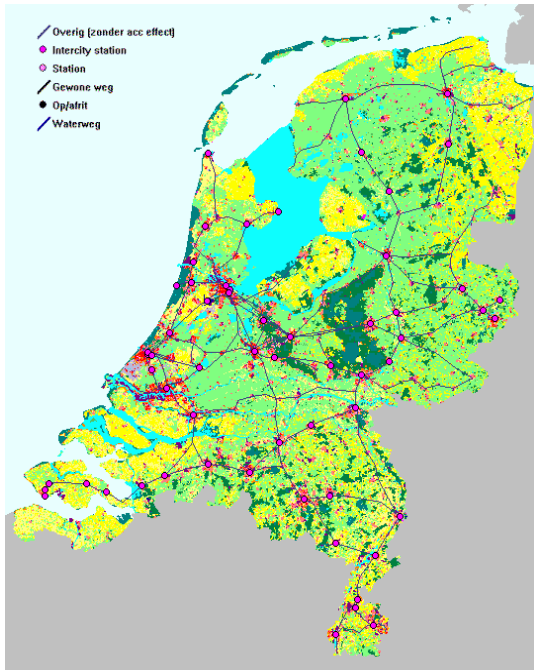 Overig (zonder acc effect)
Intercity station
Station
Gewone weg
Op/afrit
Waterweg